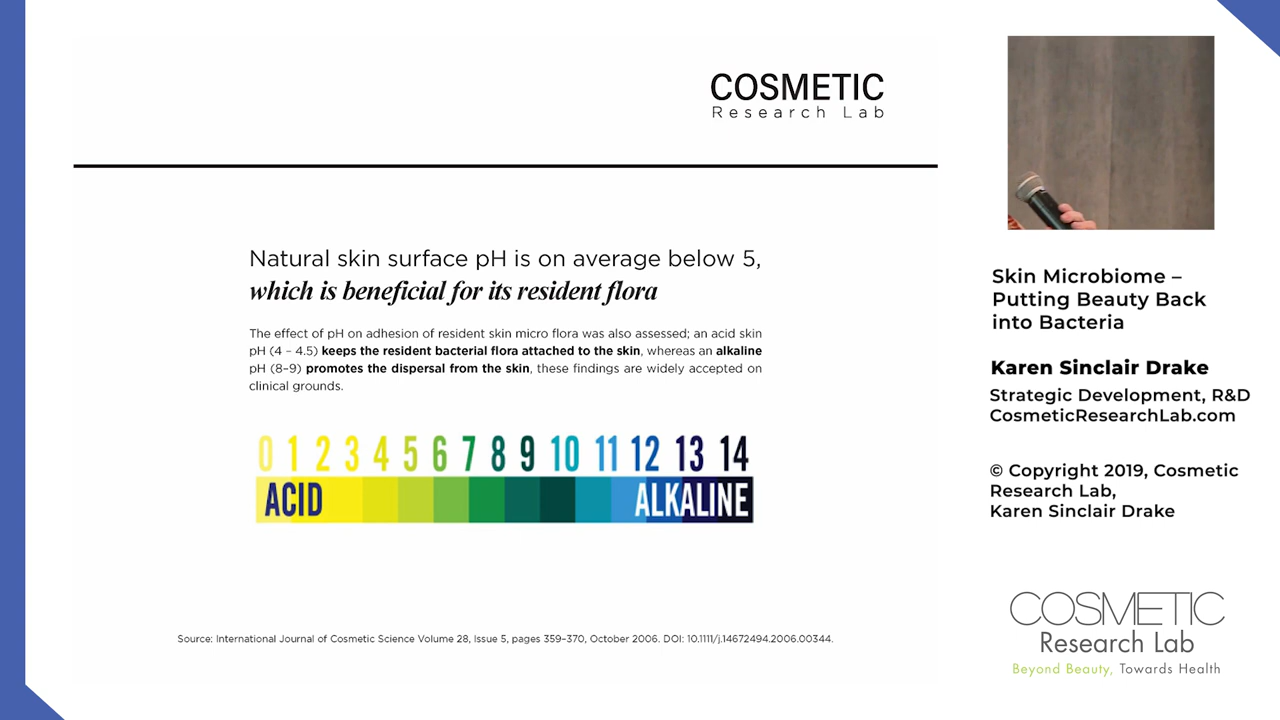 COSMETIC
Research Lab
Natural skin surface pH is on average below 5,
which is beneficial for its resident flora
The effect of pH on adhesion of resident skin micro flora was also assessed; an acid skin
pH (4 – 4.5) keeps the resident bacterial flora attached to the skin, whereas an alkaline
pH (8–9) promotes the dispersal from the skin, these findings are widely accepted on
clinical grounds.
0 1 2 3 4 5 6 7 8 9 10 11 12 13 14
ACID ALKALINE
Source: International Journal of Cosmetic Science Volume 28, Issue 5, pages 359–370, October 2006. DOI: 10.1111/j.14672494.2006.00344.
Skin Microbiome –
Putting Beauty Back
into Bacteria
Karen Sinclair Drake
Strategic Development, R&D
CosmeticResearchLab.com
© Copyright 2019, Cosmetic
Research Lab,
Karen Sinclair Drake
COSMETIC
Research Lab
Beyond Beauty, Towards Health